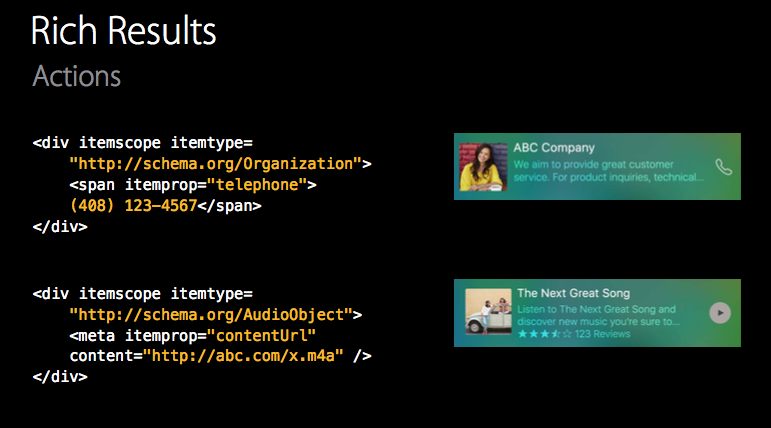 Rich Results
Actions
<div itemscope itemtype=
"http://schema.org/Organization">
<span itemprop="telephone">
(408) 123-4567</span>
</div>
ABC Company
We aim to provide great customer
service. For product inquiries, technical...
<div itemscope itemtype=
"http://schema.org/AudioObject">
<meta itemprop="contentUrl"
content="http://abc.com/x.m4a" />
</div>
The Next Great Song
Listen to The Next Great Song and
discover new music you're sure to...
★★★⯪☆ 123 Reviews